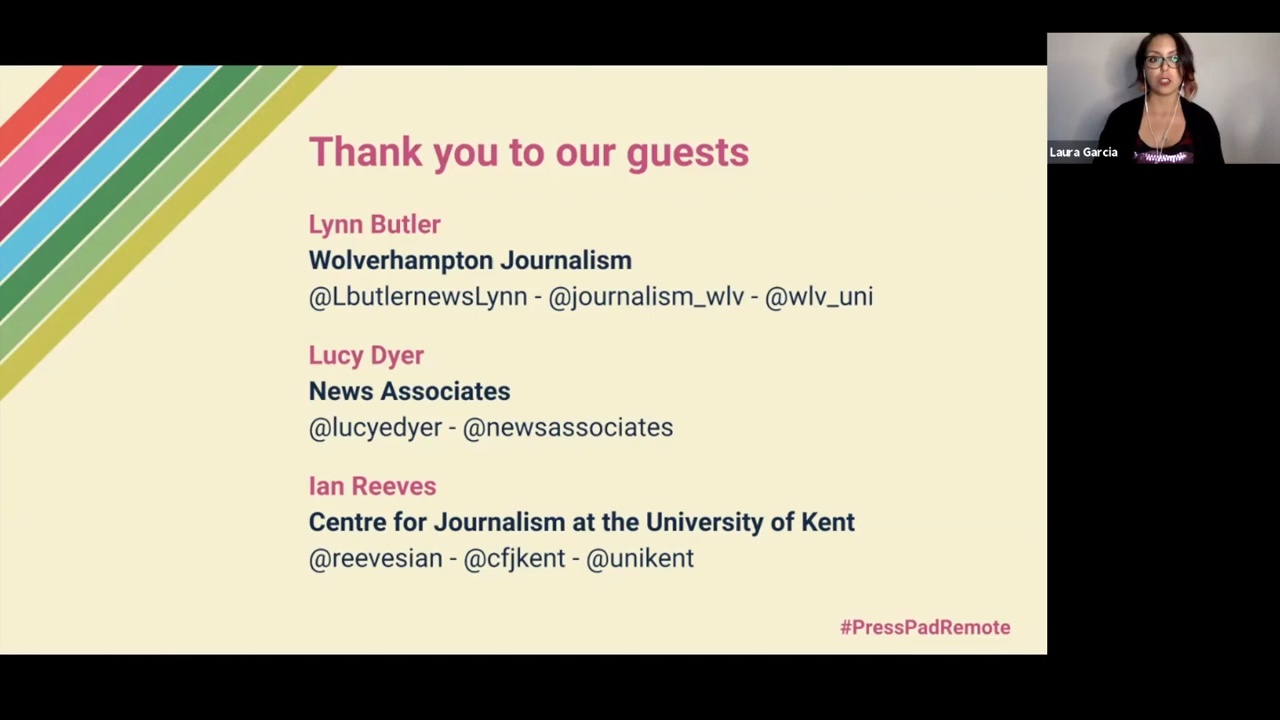 Thank you to our guests
Lynn Butler
Wolverhampton Journalism
@LbutlernewsLynn - @journalism_wlv - @wlv_uni
Lucy Dyer
News Associates
@lucyedyer - @newsassociates
Ian Reeves
Centre for Journalism at the University of Kent
@reevesian - @cfjkent - @unikent
#PressPadRemote
Laura Garcia